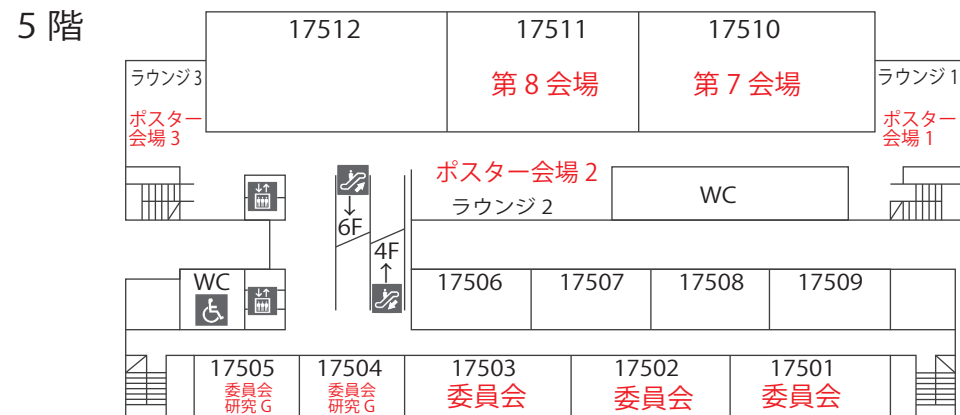 5 階
17512
17511
17510
第 8 会場
第 7 会場
ラウンジ 3
ラウンジ 1
ポスター
会場 3
ポスター
会場 1
ポスター会場 2
ラウンジ 2
WC
↓
6F
4F
↑
WC
17506
17507
17508
17509
17505
委員会
研究 G
17504
委員会
研究 G
17503
委員会
17502
委員会
17501
委員会